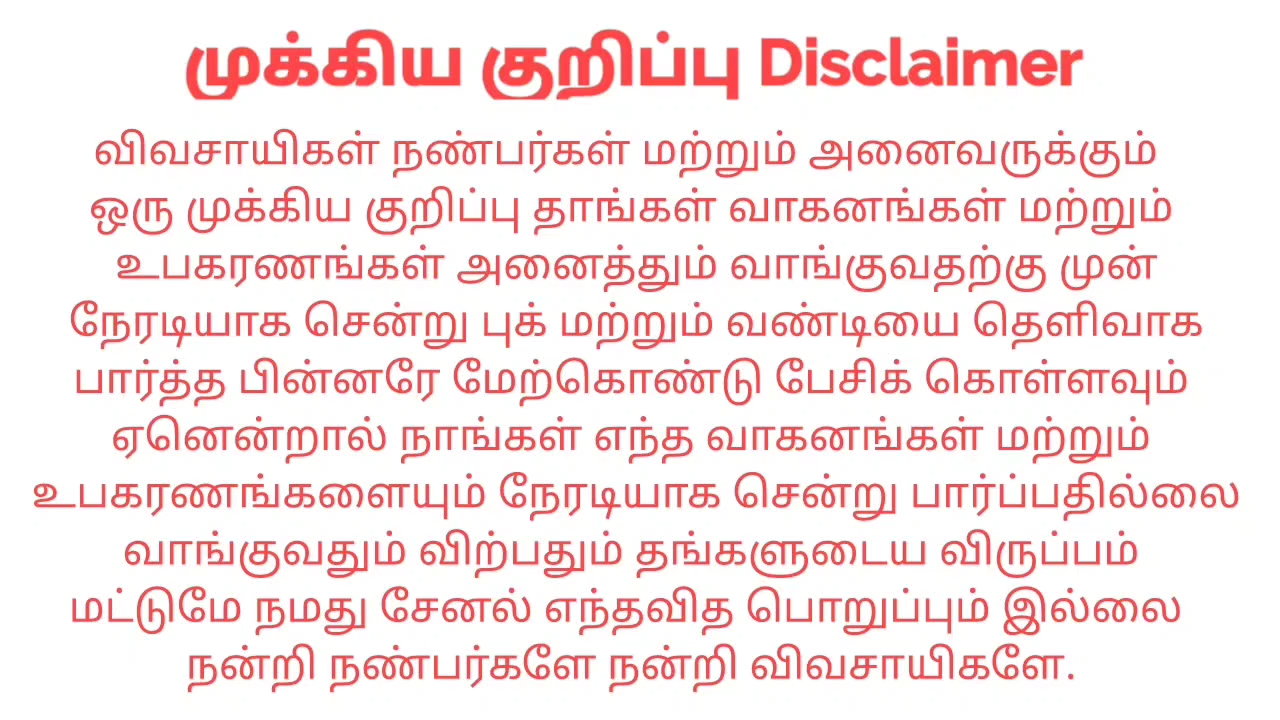 முக்கிய குறிப்பு Disclaimer
விவசாயிகள் நண்பர்கள் மற்றும் அனைவருக்கும்
ஒரு முக்கிய குறிப்பு தாங்கள் வாகனங்கள் மற்றும்
உபகரணங்கள் அனைத்தும் வாங்குவதற்கு முன்
நேரடியாக சென்று புக் மற்றும் வண்டியை தெளிவாக
பார்த்த பின்னரே மேற்கொண்டு பேசிக் கொள்ளவும்
ஏனென்றால் நாங்கள் எந்த வாகனங்கள் மற்றும்
உபகரணங்களையும் நேரடியாக சென்று பார்ப்பதில்லை
வாங்குவதும் விற்பதும் தங்களுடைய விருப்பம்
மட்டுமே நமது சேனல் எந்தவித பொறுப்பும் இல்லை
நன்றி நண்பர்களே நன்றி விவசாயிகளே.